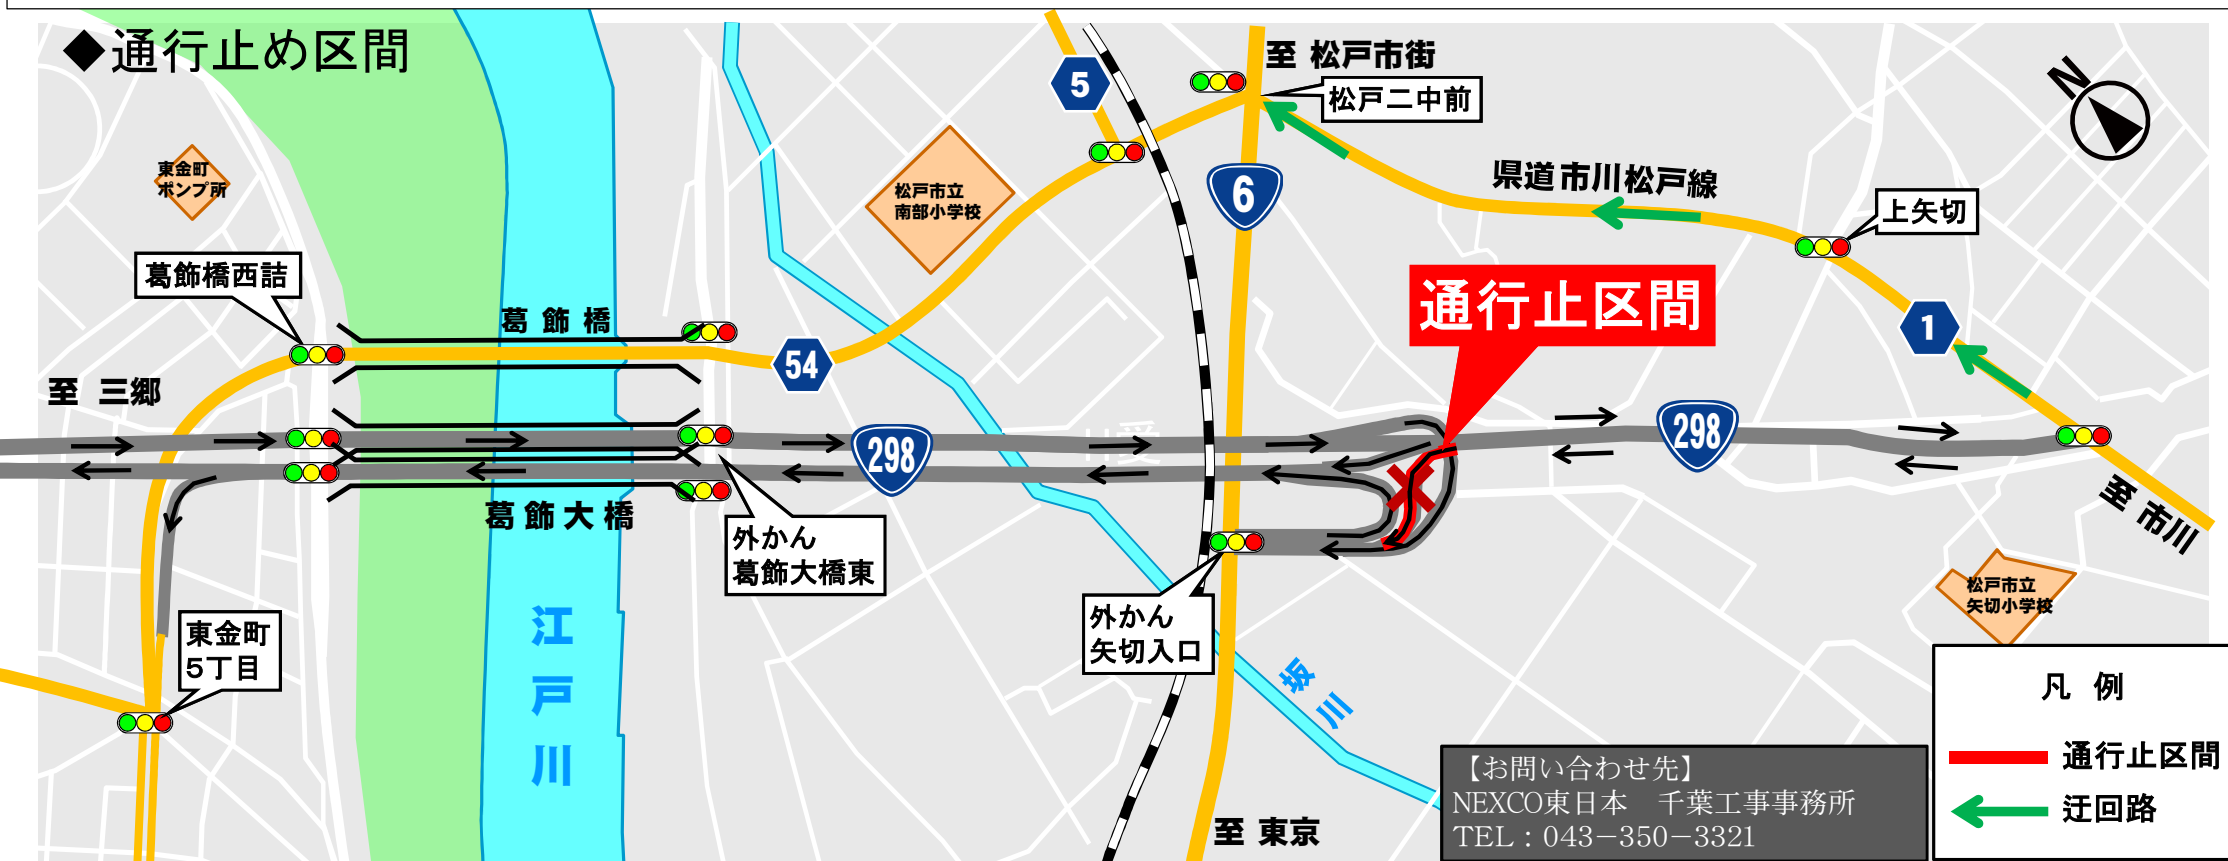 ◆通行止め区間
至 松戸市街
松戸二中前
5
N
東金町
ポンプ所
松戸市立
南部小学校
6
県道市川松戸線
上矢切
葛飾橋西詰
通行止区間
葛飾橋
1
54
至 三郷
298
298
葛飾大橋
至 市川
外かん
葛飾大橋東
外かん
矢切入口
松戸市立
矢切小学校
東金町
5丁目
江戸川
坂川
凡 例
通行止区間
迂回路
【お問い合わせ先】
NEXCO東日本 千葉工事事務所
TEL：043－350－3321
至 東京